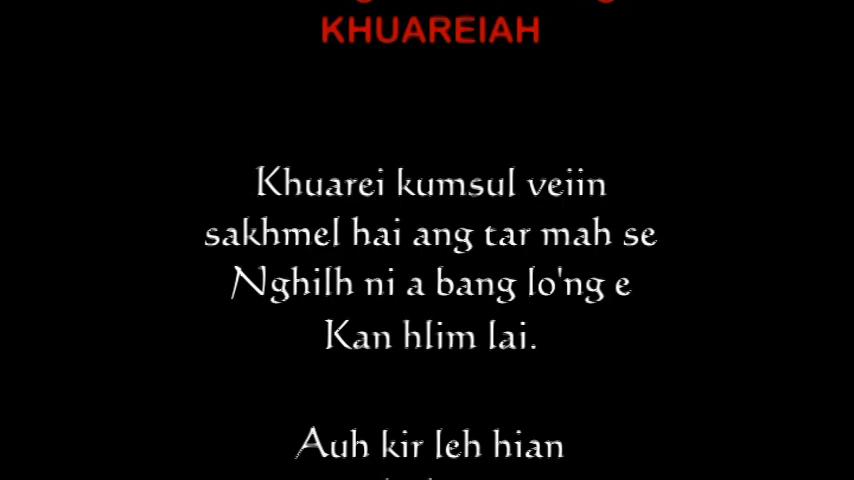 KHUAREIAH
Khuarei kumsul veiin
sakhmel hai ang tar mah se
Nghilh ni a bang lo'ng e
Kan hlim lai.
Auh kir leh hian